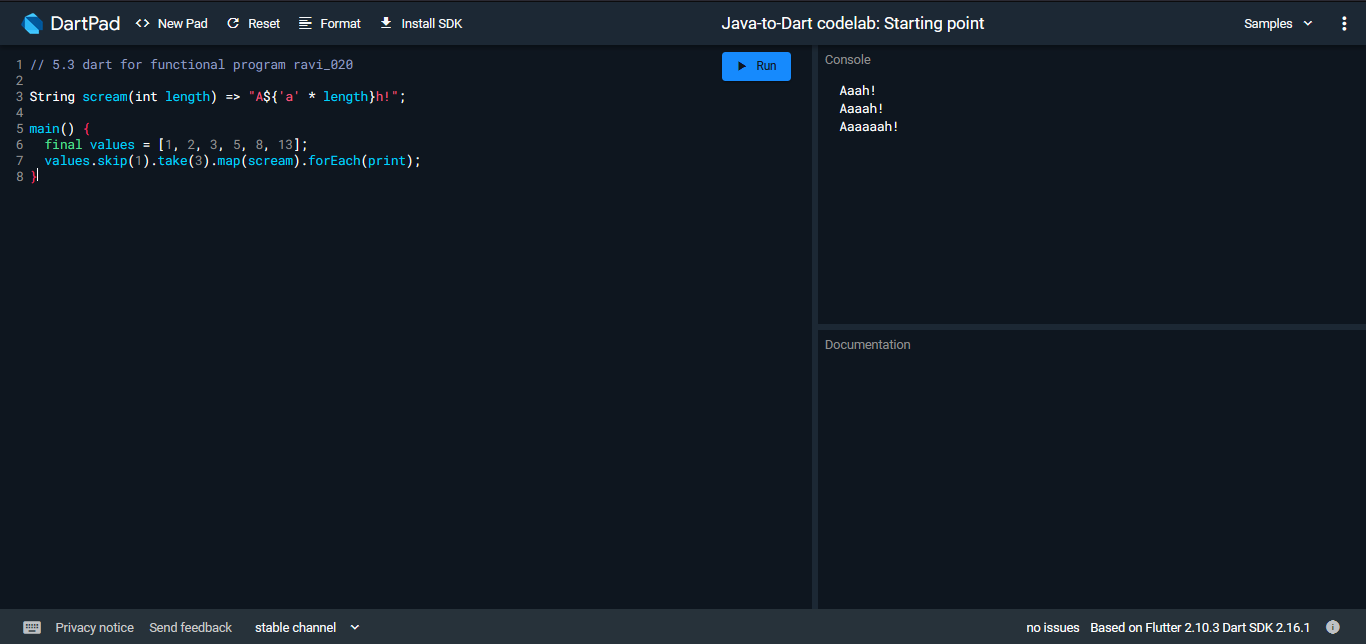 DartPad <> New Pad Reset Format Install SDK Java-to-Dart codelab: Starting point Samples
1 // 5.3 dart for functional program ravi_020
2
3 String scream(int length) => "A${'a' * length}h!";
4
5 main() {
6   final values = [1, 2, 3, 5, 8, 13];
7   values.skip(1).take(3).map(scream).forEach(print);
8 }
Run
Console
Aaah!
Aaaah!
Aaaaaah!
Documentation
Privacy notice Send feedback stable channel no issues Based on Flutter 2.10.3 Dart SDK 2.16.1 i